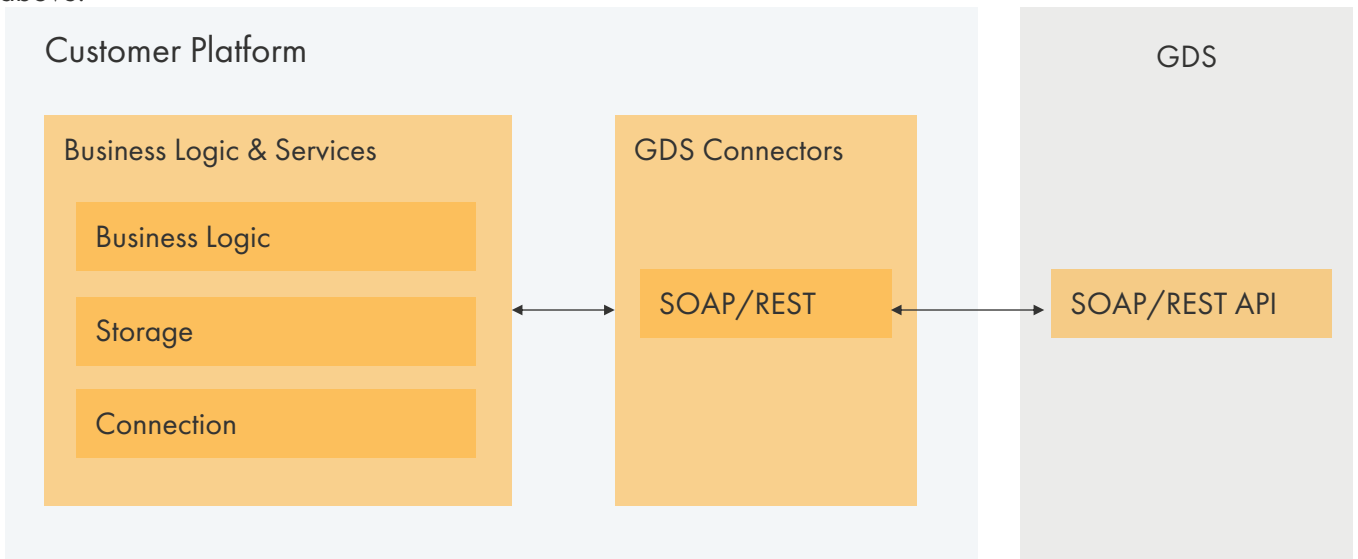 Customer Platform
GDS
Business Logic & Services
Business Logic
Storage
Connection
GDS Connectors
SOAP/REST
SOAP/REST API